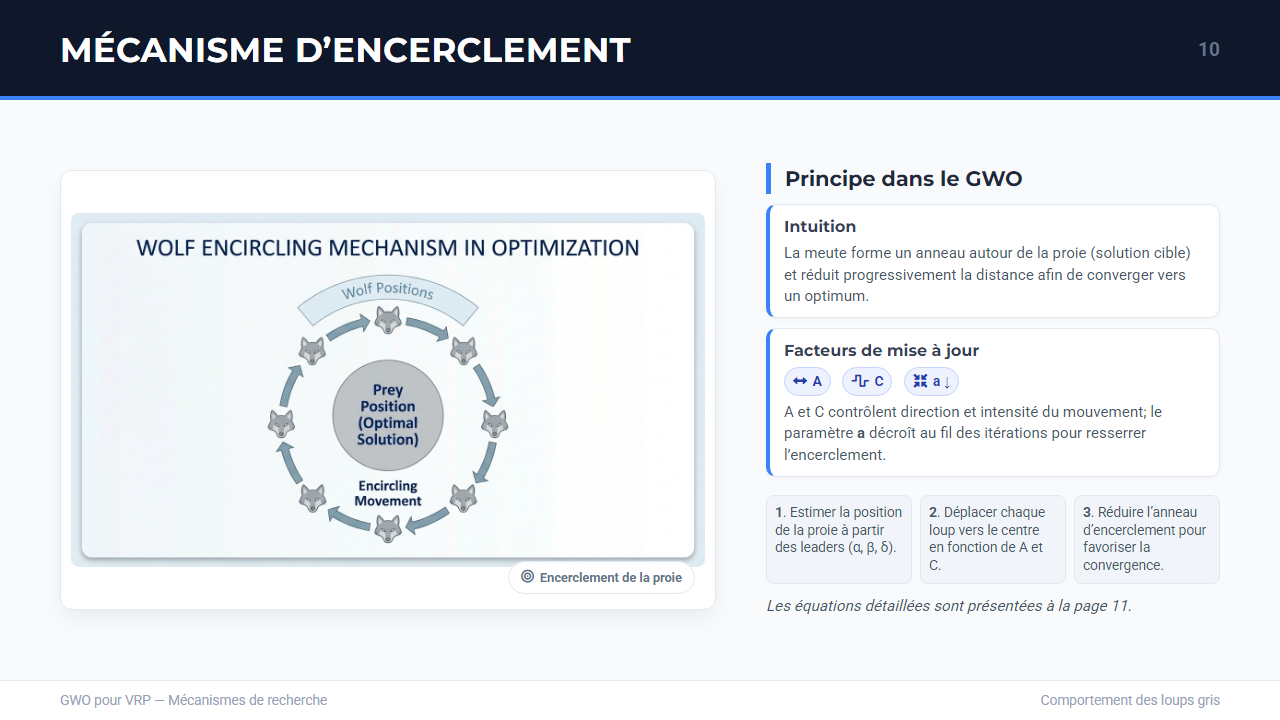 MÉCANISME D’ENCERCLEMENT
10
WOLF ENCIRCLING MECHANISM IN OPTIMIZATION
Wolf Positions
Prey
Position
(Optimal
Solution)
Encircling
Movement
Encerclement de la proie
Principe dans le GWO
Intuition
La meute forme un anneau autour de la proie (solution cible)
et réduit progressivement la distance afin de converger vers
un optimum.
Facteurs de mise à jour
A C a ↓
A et C contrôlent direction et intensité du mouvement; le
paramètre a décroît au fil des itérations pour resserrer
l’encerclement.
1. Estimer la position
de la proie à partir
des leaders (α, β, δ).
2. Déplacer chaque
loup vers le centre
en fonction de A et
C.
3. Réduire l’anneau
d’encerclement pour
favoriser la
convergence.
Les équations détaillées sont présentées à la page 11.
GWO pour VRP — Mécanismes de recherche
Comportement des loups gris